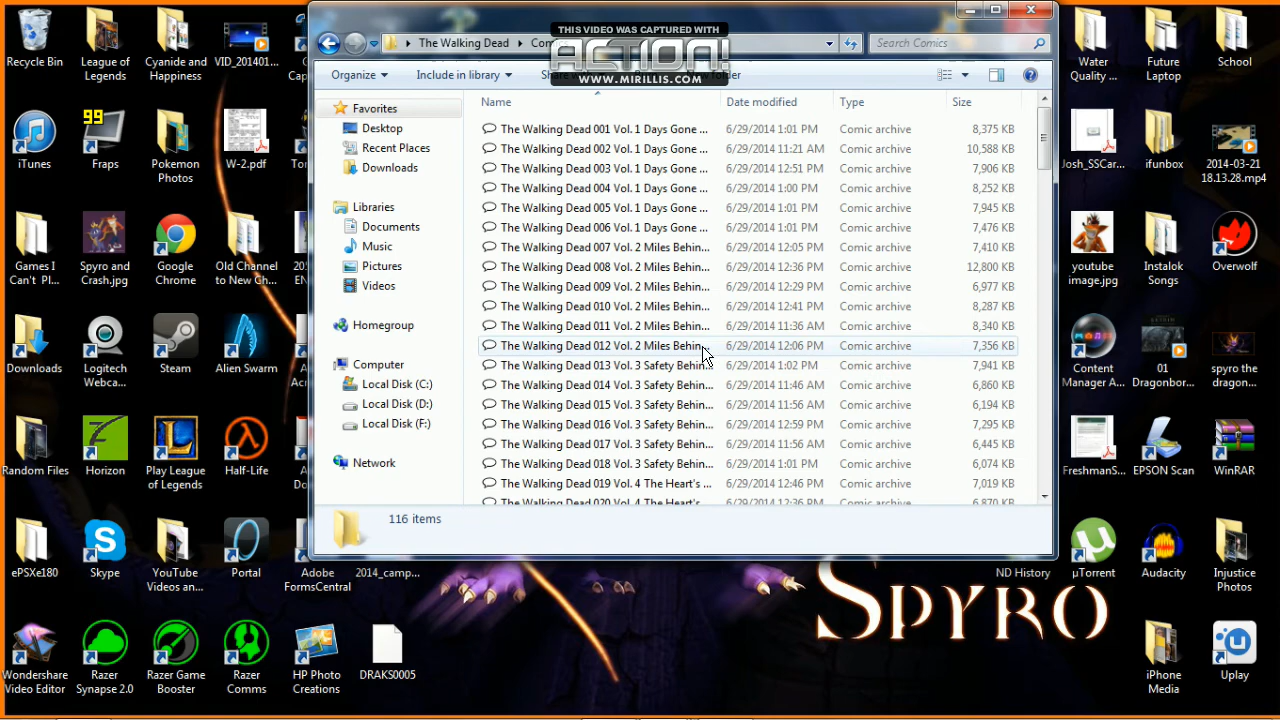 THIS VIDEO WAS CAPTURED WITH
ACTION!
WWW.MIRILLIS.COM
The Walking Dead
Search Comics
Organize
Include in library
folder
Favorites
Desktop
Recent Places
Downloads
Libraries
Documents
Music
Pictures
Videos
Homegroup
Computer
Local Disk (C:)
Local Disk (D:)
Local Disk (F:)
Network
Name Date modified Type Size
The Walking Dead 001 Vol. 1 Days Gone ... 6/29/2014 1:01 PM Comic archive 8,375 KB
The Walking Dead 002 Vol. 1 Days Gone ... 6/29/2014 11:21 AM Comic archive 10,588 KB
The Walking Dead 003 Vol. 1 Days Gone ... 6/29/2014 12:51 PM Comic archive 7,906 KB
The Walking Dead 004 Vol. 1 Days Gone ... 6/29/2014 1:00 PM Comic archive 8,252 KB
The Walking Dead 005 Vol. 1 Days Gone ... 6/29/2014 1:01 PM Comic archive 7,945 KB
The Walking Dead 006 Vol. 1 Days Gone ... 6/29/2014 1:01 PM Comic archive 7,476 KB
The Walking Dead 007 Vol. 2 Miles Behin... 6/29/2014 12:05 PM Comic archive 7,410 KB
The Walking Dead 008 Vol. 2 Miles Behin... 6/29/2014 12:36 PM Comic archive 12,800 KB
The Walking Dead 009 Vol. 2 Miles Behin... 6/29/2014 12:29 PM Comic archive 6,977 KB
The Walking Dead 010 Vol. 2 Miles Behin... 6/29/2014 12:41 PM Comic archive 8,287 KB
The Walking Dead 011 Vol. 2 Miles Behin... 6/29/2014 11:36 AM Comic archive 8,340 KB
The Walking Dead 012 Vol. 2 Miles Behin... 6/29/2014 12:06 PM Comic archive 7,356 KB
The Walking Dead 013 Vol. 3 Safety Behin... 6/29/2014 1:02 PM Comic archive 7,941 KB
The Walking Dead 014 Vol. 3 Safety Behin... 6/29/2014 11:46 AM Comic archive 6,860 KB
The Walking Dead 015 Vol. 3 Safety Behin... 6/29/2014 11:56 AM Comic archive 6,194 KB
The Walking Dead 016 Vol. 3 Safety Behin... 6/29/2014 12:59 PM Comic archive 7,295 KB
The Walking Dead 017 Vol. 3 Safety Behin... 6/29/2014 11:56 AM Comic archive 6,445 KB
The Walking Dead 018 Vol. 3 Safety Behin... 6/29/2014 1:01 PM Comic archive 6,074 KB
The Walking Dead 019 Vol. 4 The Heart's ... 6/29/2014 12:46 PM Comic archive 7,019 KB
The Walking Dead 020 Vol. 4 The Heart's ... 6/29/2014 12:36 PM Comic archive 6,870 KB
116 items
Recycle Bin
League of Legends
Cyanide and Happiness
VID_201401...
iTunes
99
Fraps
Pokemon Photos
W-2.pdf
Games I Can't Pl...
Spyro and Crash.jpg
Google Chrome
Old Channel to New Ch...
Downloads
Logitech Webca...
Steam
Alien Swarm
Random Files
Horizon
Play League of Legends
Half-Life
ePSXe180
Skype
YouTube Videos an...
Portal
Adobe FormsCentral
2014_camp...
Wondershare Video Editor
Razer Synapse 2.0
Razer Game Booster
Razer Comms
HP Photo Creations
DRAKS0005
Water Quality ...
Future Laptop
School
Josh_SSCar...
ifunbox
2014-03-21 18.13.28.mp4
youtube image.jpg
Instalok Songs
Overwolf
Content Manager A...
01 Dragonbor...
spyro the dragon...
FreshmanS...
EPSON Scan
WinRAR
ND History
µTorrent
Audacity
Injustice Photos
iPhone Media
Uplay
SPYRO